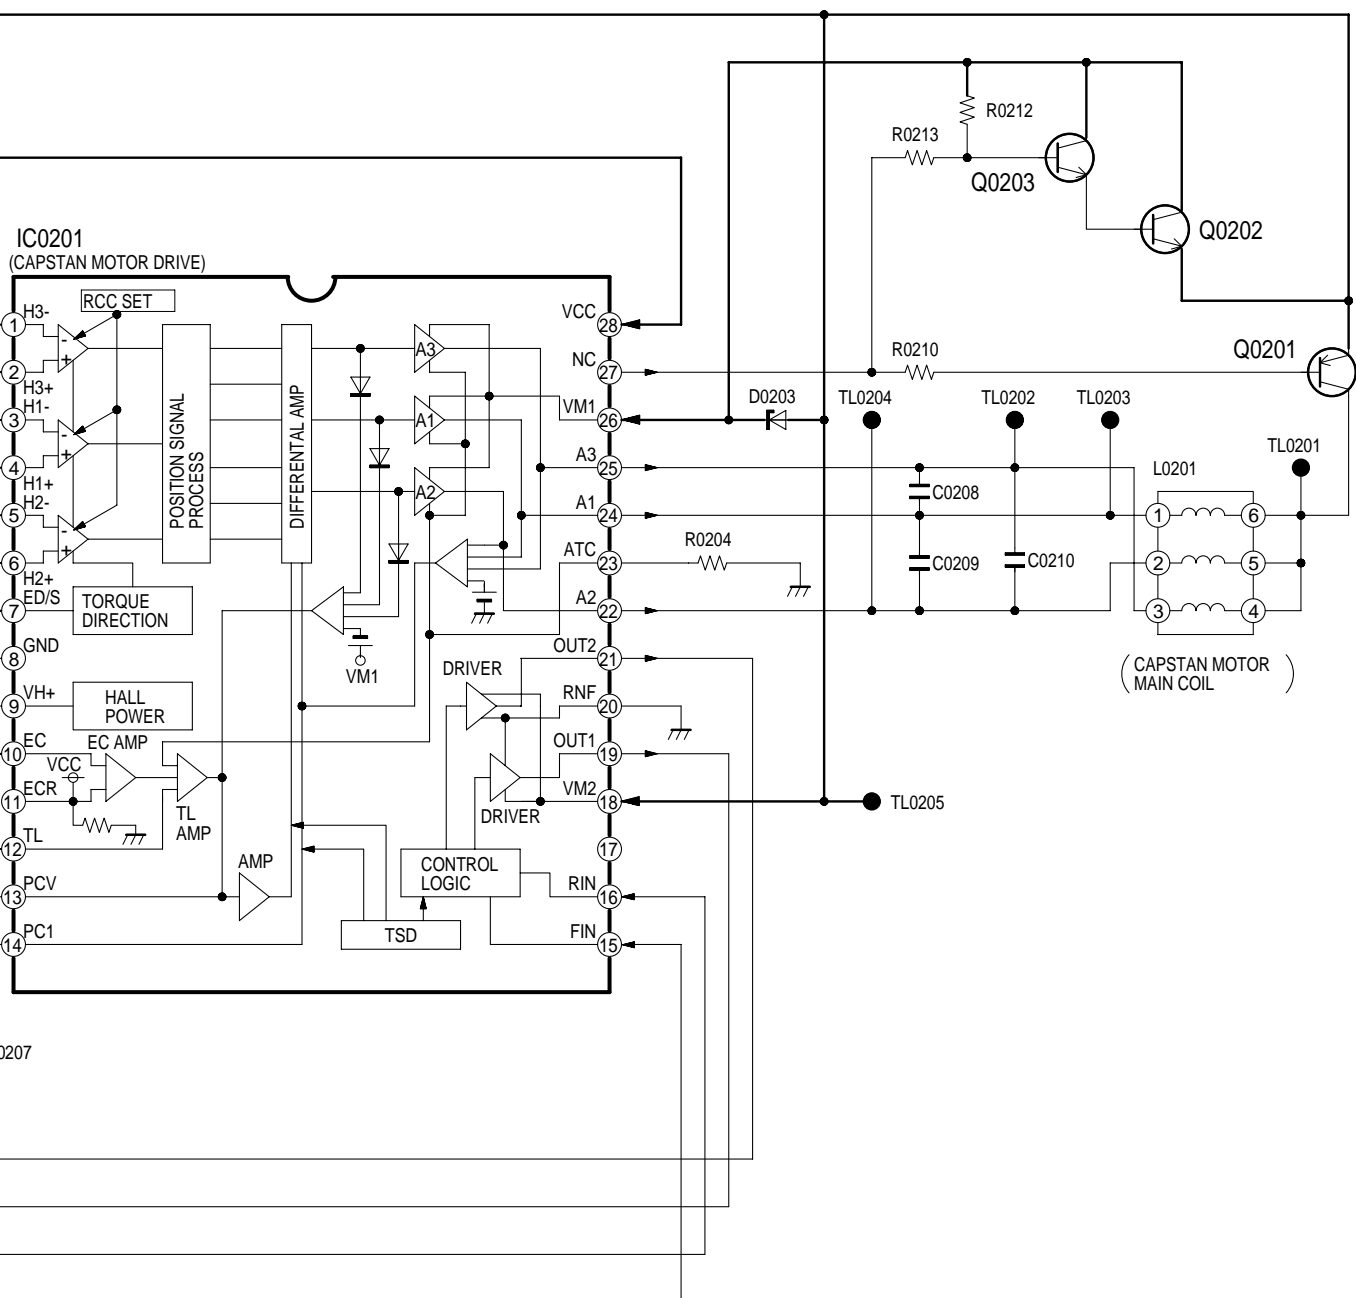 R0212
R0213
Q0203
Q0202
IC0201
(CAPSTAN MOTOR DRIVE)
RCC SET
POSITION SIGNAL
PROCESS
DIFFERENTAL AMP
A3
A1
A2
1 H3-
2 H3+
3 H1-
4 H1+
5 H2-
6 H2+
7 ED/S
8 GND
9 VH+
10 EC
11 ECR
12 TL
13 PCV
14 PC1
- +
- +
- +
TORQUE
DIRECTION
HALL
POWER
EC AMP
VCC
TL
AMP
AMP
VM1
DRIVER
DRIVER
CONTROL
LOGIC
TSD
VCC 28
NC 27
VM1 26
A3 25
A1 24
ATC 23
A2 22
OUT2 21
RNF 20
OUT1 19
VM2 18
17
RIN 16
FIN 15
R0210
Q0201
D0203
TL0204
TL0202
TL0203
TL0201
L0201
C0208
C0209
C0210
R0204
1 6
2 5
3 4
(CAPSTAN MOTOR
MAIN COIL)
TL0205
0207